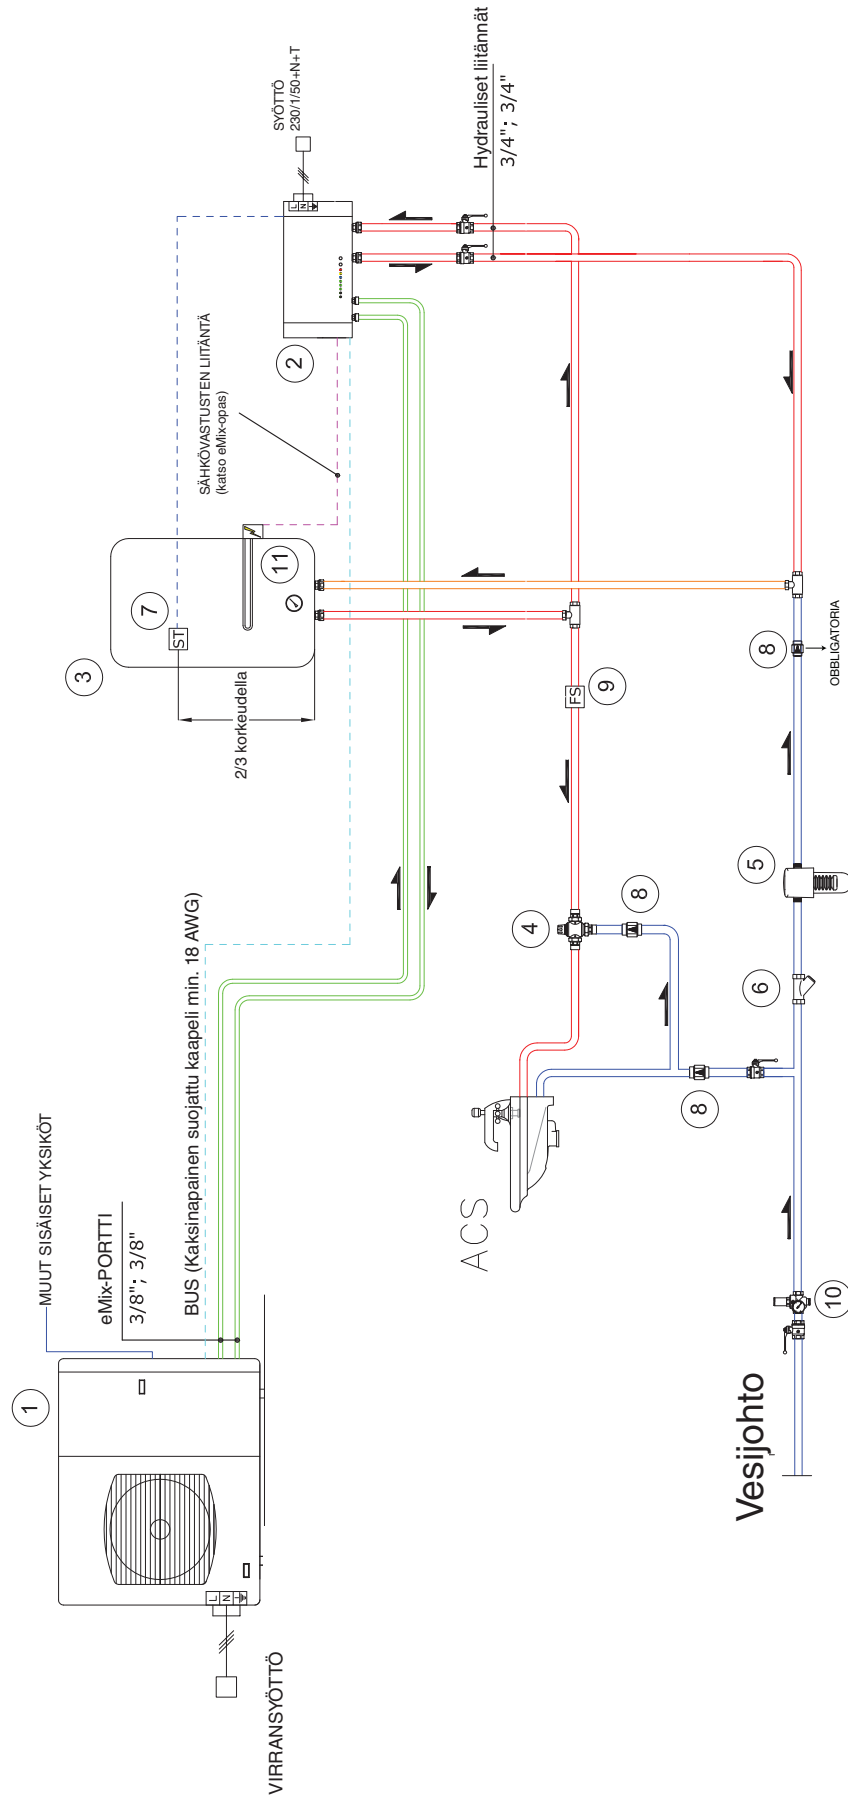 1
MUUT SISÄISET YKSIKÖT
eMix-PORTTI
3/8"; 3/8"
BUS (Kaksinapainen suojattu kaapeli min. 18 AWG)
L
N
VIRRANSYÖTTÖ
3
7
ST
11
2/3 korkeudella
SÄHKÖVASTUSTEN LIITÄNTÄ
(katso eMix-opas)
2
SYÖTTÖ
230/1/50+N+T
L
N
Hydrauliset liitännät
3/4"; 3/4"
ACS
4
8
9
FS
8
Vesijohto
10
6
5
8
OBBLIGATORIA